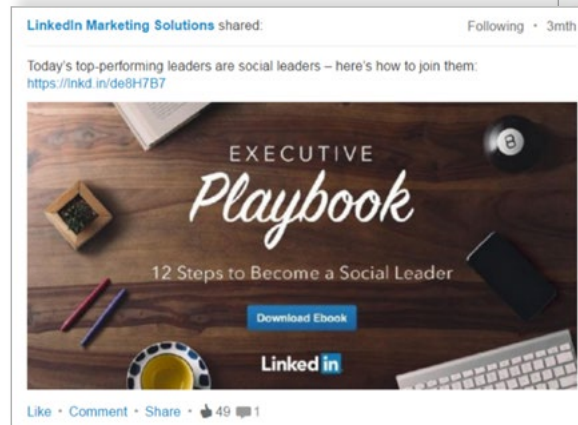 LinkedIn Marketing Solutions shared: Following · 3mth
Today's top-performing leaders are social leaders – here's how to join them:
https://lnkd.in/de8H7B7
EXECUTIVE
Playbook
12 Steps to Become a Social Leader
Download Ebook
Linked in
Like · Comment · Share · 49 1
8